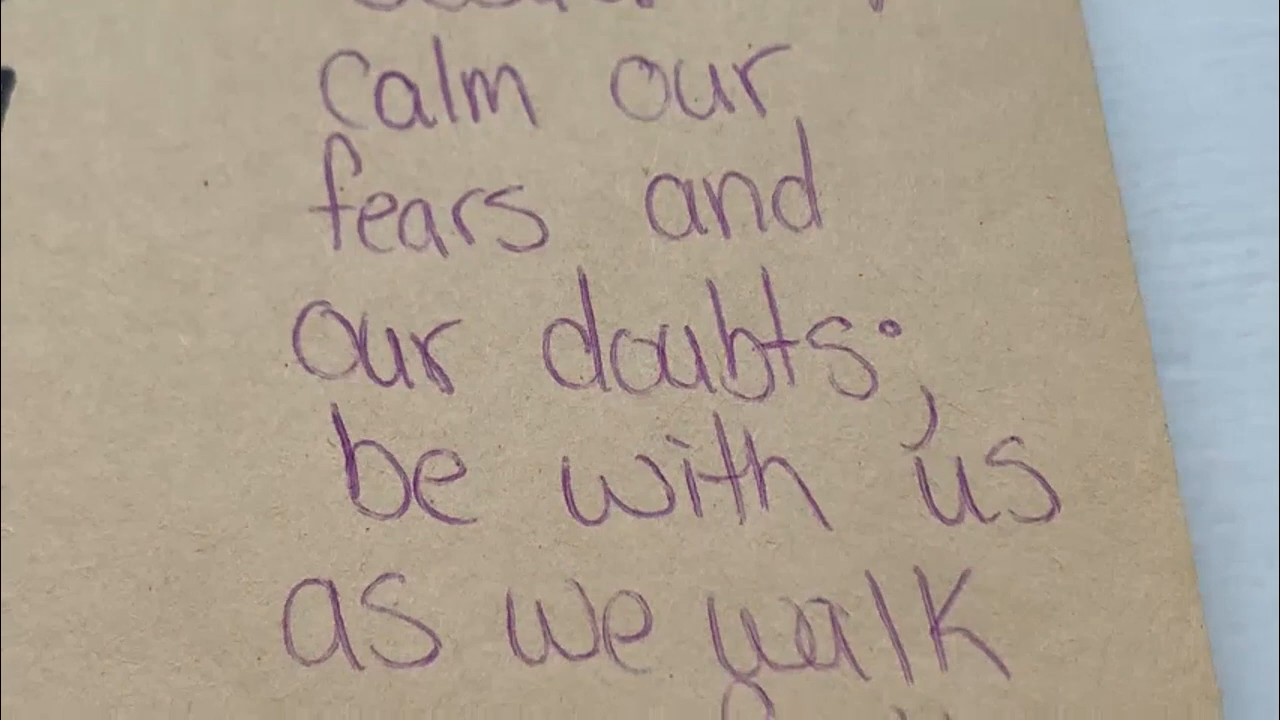 calm our
fears and
our doubts;
be with us
as we walk